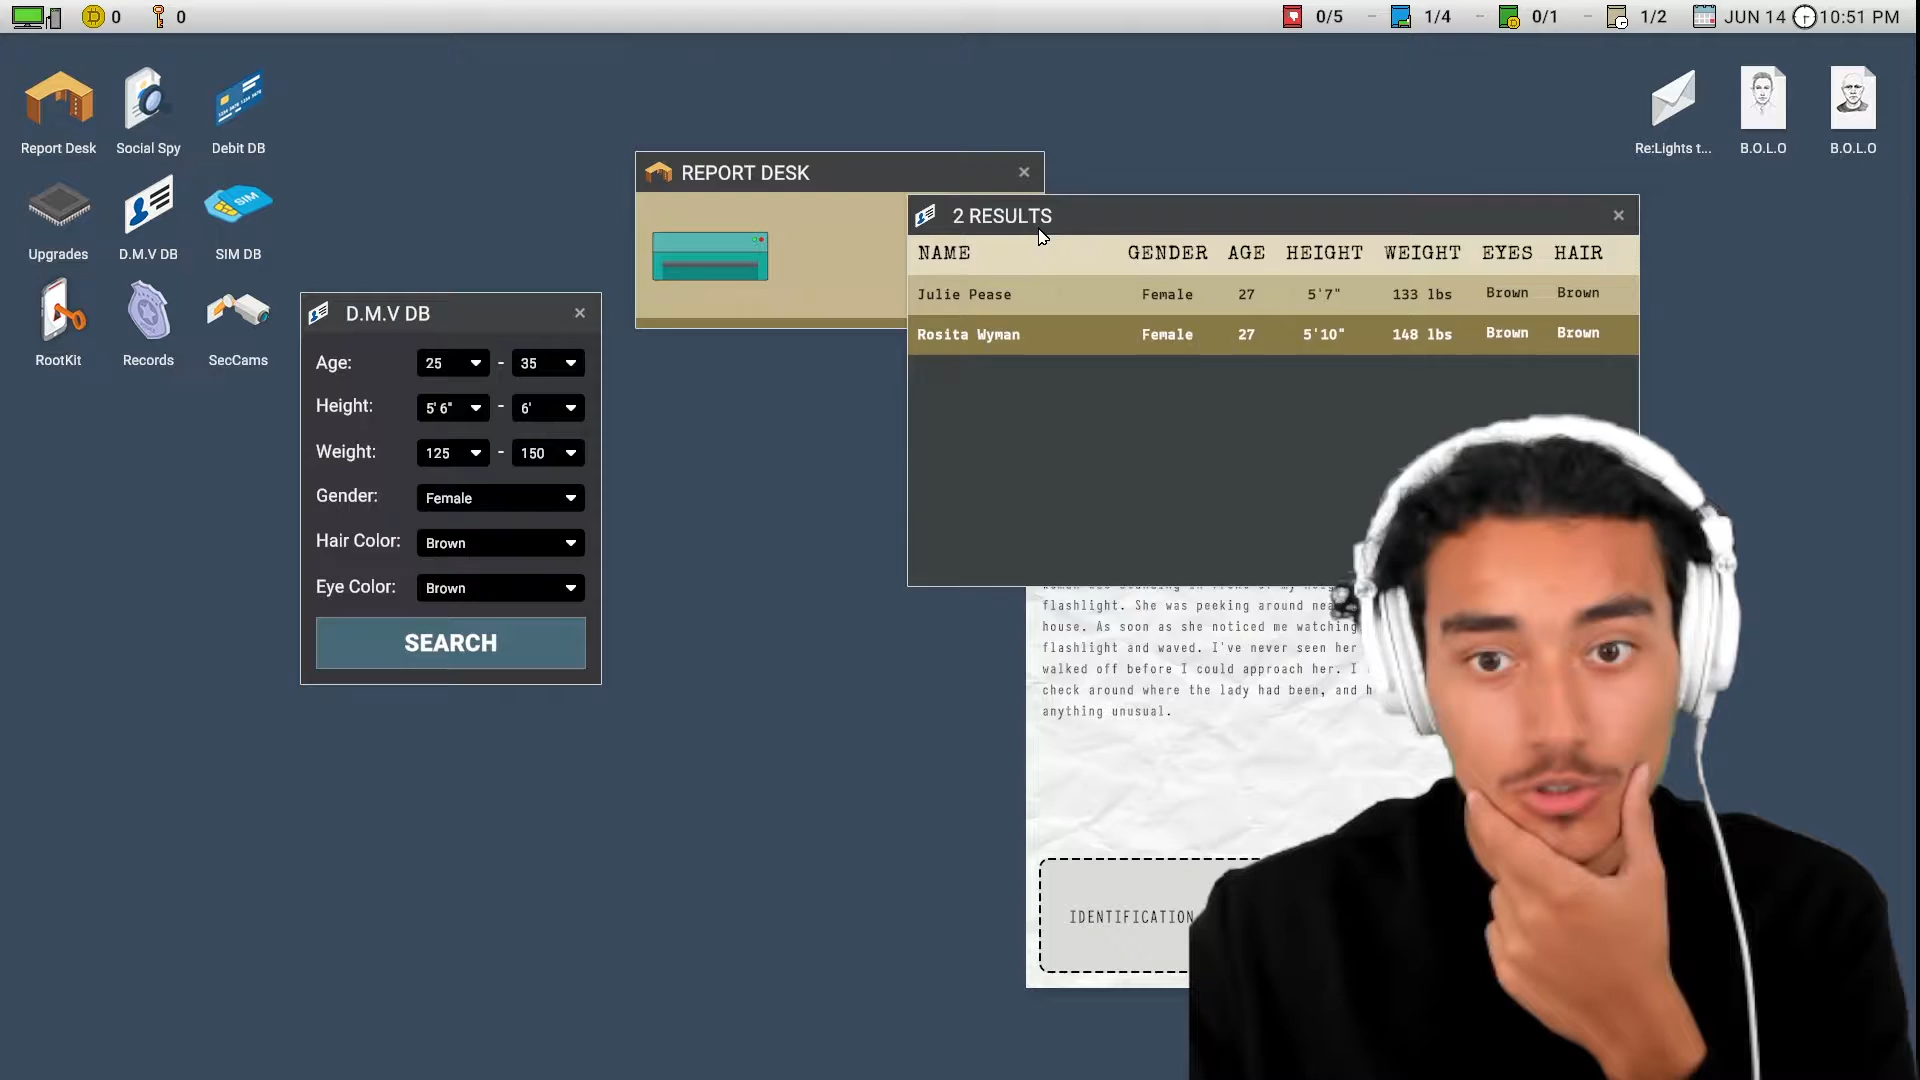 0
0
0/5
1/4
0/1
1/2
JUN 14
10:51 PM
Report Desk
Social Spy
Debit DB
Upgrades
D.M.V DB
SIM DB
RootKit
Records
SecCams
Re:Lights t...
B.O.L.O
B.O.L.O
REPORT DESK
2 RESULTS
NAME GENDER AGE HEIGHT WEIGHT EYES HAIR
Julie Pease Female 27 5'7" 133 lbs Brown Brown
Rosita Wyman Female 27 5'10" 148 lbs Brown Brown
D.M.V DB
Age: 25 - 35
Height: 5' 6" - 6'
Weight: 125 - 150
Gender: Female
Hair Color: Brown
Eye Color: Brown
SEARCH
flashlight. She was peeking around
house. As soon as she noticed me watching
flashlight and waved. I've never seen her
walked off before I could approach her. I
check around where the lady had been, and
anything unusual.
IDENTIFICATION